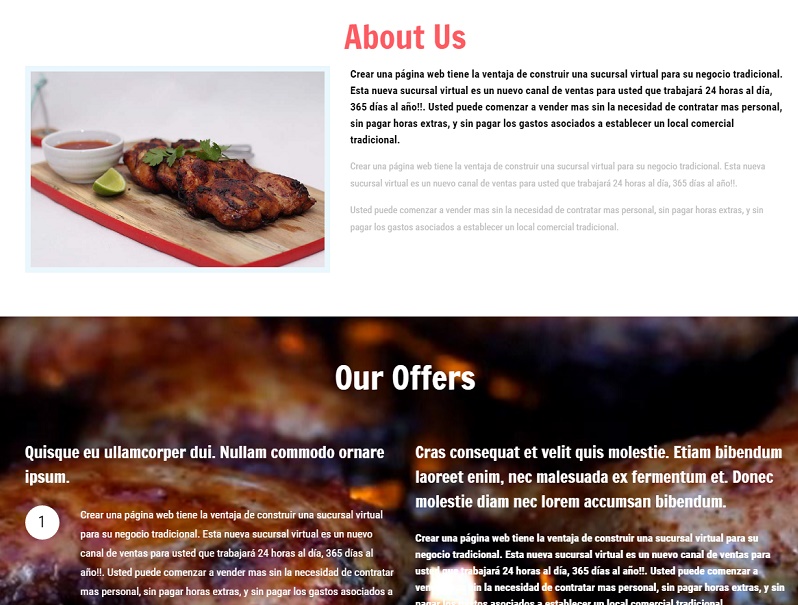 About Us
Crear una página web tiene la ventaja de construir una sucursal virtual para su negocio tradicional.
Esta nueva sucursal virtual es un nuevo canal de ventas para usted que trabajará 24 horas al día,
365 días al año!!. Usted puede comenzar a vender mas sin la necesidad de contratar mas personal,
sin pagar horas extras, y sin pagar los gastos asociados a establecer un local comercial
tradicional.
Crear una página web tiene la ventaja de construir una sucursal virtual para su negocio tradicional. Esta nueva
sucursal virtual es un nuevo canal de ventas para usted que trabajará 24 horas al día, 365 días al año!!.
Usted puede comenzar a vender mas sin la necesidad de contratar mas personal, sin pagar horas extras, y sin
pagar los gastos asociados a establecer un local comercial tradicional.
Our Offers
Quisque eu ullamcorper dui. Nullam commodo ornare
ipsum.
1
Crear una página web tiene la ventaja de construir una sucursal virtual
para su negocio tradicional. Esta nueva sucursal virtual es un nuevo
canal de ventas para usted que trabajará 24 horas al día, 365 días al
año!!. Usted puede comenzar a vender mas sin la necesidad de contratar
mas personal, sin pagar horas extras, y sin pagar los gastos asociados a
Cras consequat et velit quis molestie. Etiam bibendum
laoreet enim, nec malesuada ex fermentum et. Donec
molestie diam nec lorem accumsan bibendum.
Crear una página web tiene la ventaja de construir una sucursal virtual para su
negocio tradicional. Esta nueva sucursal virtual es un nuevo canal de ventas para
usted que trabajará 24 horas al día, 365 días al año!!. Usted puede comenzar a
vender mas sin la necesidad de contratar mas personal, sin pagar horas extras, y sin
pagar los gastos asociados a establecer un local comercial tradicional.